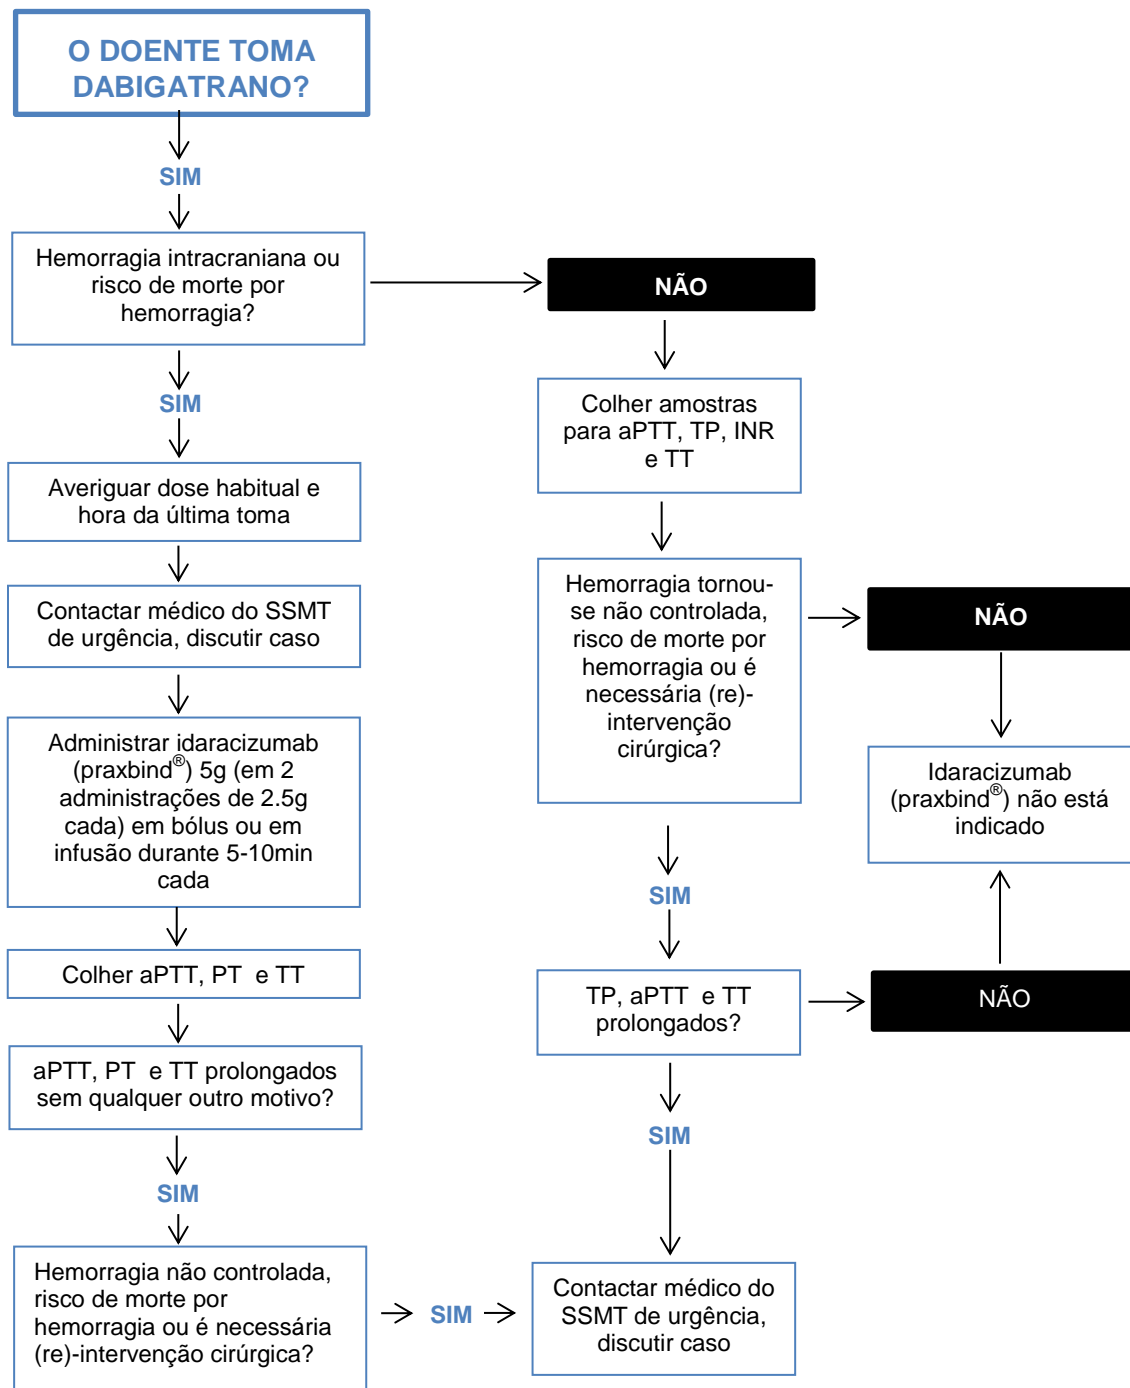 O DOENTE TOMA
DABIGATRANO?
SIM
Hemorragia intracraniana ou
risco de morte por
hemorragia?
NÃO
SIM
Colher amostras
para aPTT, TP, INR
e TT
Averiguar dose habitual e
hora da última toma
Contactar médico do SSMT
de urgência, discutir caso
Hemorragia tornou-
se não controlada,
risco de morte por
hemorragia ou é
necessária (re)-
intervenção
cirúrgica?
NÃO
Administrar idaracizumab
(praxbind®) 5g (em 2
administrações de 2.5g
cada) em bólus ou em
infusão durante 5-10min
cada
Idaracizumab
(praxbind®) não está
indicado
SIM
Colher aPTT, PT e TT
TP, aPTT e TT
prolongados?
NÃO
aPTT, PT e TT prolongados
sem qualquer outro motivo?
SIM
SIM
Hemorragia não controlada,
risco de morte por
hemorragia ou é necessária
(re)-intervenção cirúrgica?
SIM
Contactar médico do
SSMT de urgência,
discutir caso